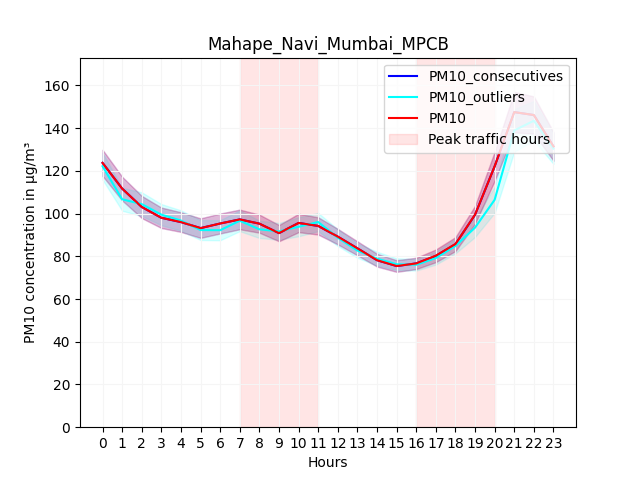 Mahape_Navi_Mumbai_MPCB
PM10_consecutives
PM10_outliers
PM10
Peak traffic hours
PM10 concentration in µg/m³
160
140
120
100
80
60
40
20
0
0 1 2 3 4 5 6 7 8 9 10 11 12 13 14 15 16 17 18 19 20 21 22 23
Hours